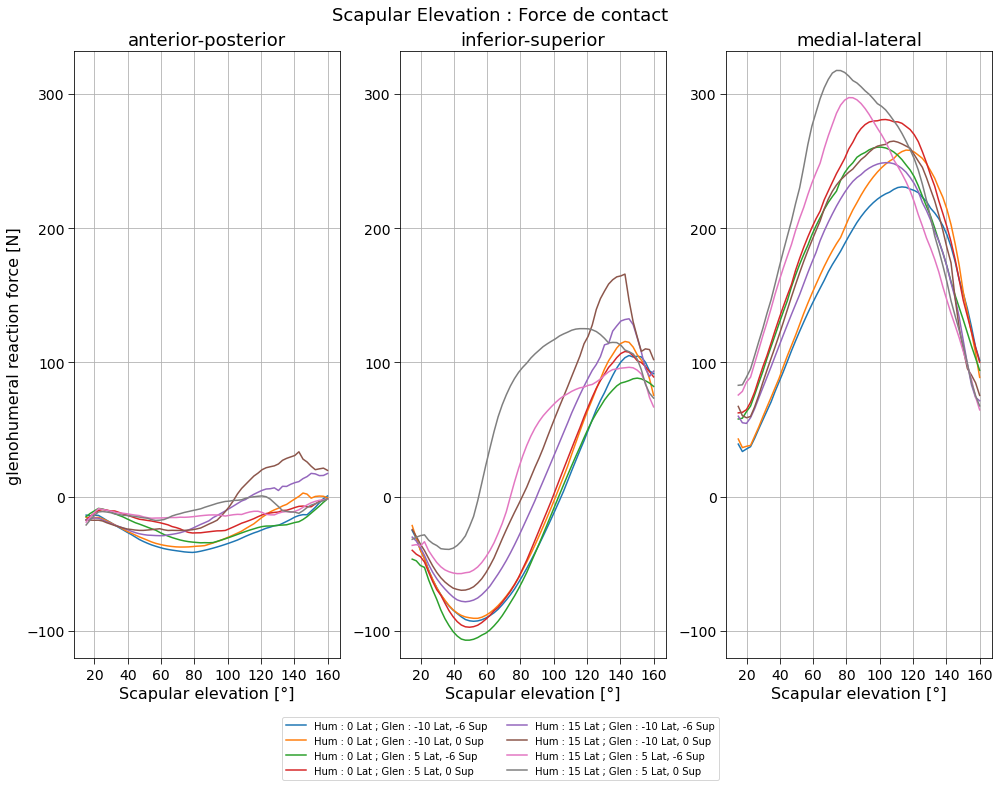 Scapular Elevation : Force de contact
anterior-posterior
inferior-superior
medial-lateral
glenohumeral reaction force [N]
300
200
100
0
−100
20 40 60 80 100 120 140 160
Scapular elevation [°]
300
200
100
0
−100
20 40 60 80 100 120 140 160
Scapular elevation [°]
300
200
100
0
−100
20 40 60 80 100 120 140 160
Scapular elevation [°]
Hum : 0 Lat ; Glen : -10 Lat, -6 Sup
Hum : 0 Lat ; Glen : -10 Lat, 0 Sup
Hum : 0 Lat ; Glen : 5 Lat, -6 Sup
Hum : 0 Lat ; Glen : 5 Lat, 0 Sup
Hum : 15 Lat ; Glen : -10 Lat, -6 Sup
Hum : 15 Lat ; Glen : -10 Lat, 0 Sup
Hum : 15 Lat ; Glen : 5 Lat, -6 Sup
Hum : 15 Lat ; Glen : 5 Lat, 0 Sup